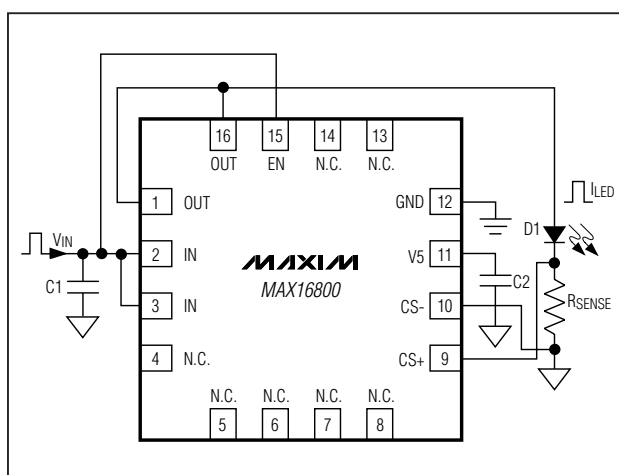 16
15
14
13
OUT
EN
N.C.
N.C.
1
OUT
GND
12
ILED
VIN
D1
2
IN
V5
11
C1
MAXIM
MAX16800
C2
3
IN
CS-
10
RSENSE
4
N.C.
CS+
9
N.C.
N.C.
N.C.
N.C.
5
6
7
8